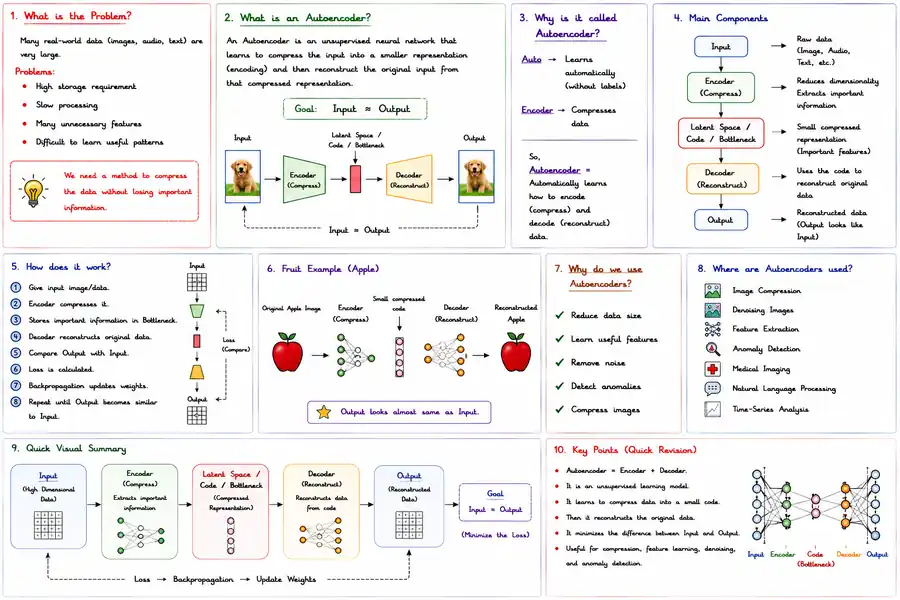 1. What is the Problem?
Many real-world data (images, audio, text) are
very large.
Problems:
• High storage requirement
• Slow processing
• Many unnecessary features
• Difficult to learn useful patterns
We need a method to compress
the data without losing important
information.
2. What is an Autoencoder?
An Autoencoder is an unsupervised neural network that
learns to compress the input into a smaller representation
(encoding) and then reconstruct the original input from
that compressed representation.
Goal: Input ≈ Output
Input
Encoder
(Compress)
Latent Space /
Code / Bottleneck
Decoder
(Reconstruct)
Output
Input ≈ Output
3. Why is it called
Autoencoder?
Auto → Learns
automatically
(without labels)
Encoder → Compresses
data
So,
Autoencoder =
Automatically learns
how to encode
(compress) and
decode (reconstruct)
data.
4. Main Components
Input
Raw data
(Image, Audio,
Text, etc.)
Encoder
(Compress)
Reduces dimensionality
Extracts important
information
Latent Space /
Code / Bottleneck
Small compressed
representation
(Important features)
Decoder
(Reconstruct)
Uses the code to
reconstruct original
data
Output
Reconstructed data
(Output looks like
Input)
5. How does it work?
1 Give input image/data.
2 Encoder compresses it.
3 Stores important information in Bottleneck.
4 Decoder reconstructs original data.
5 Compare Output with Input.
6 Loss is calculated.
7 Backpropagation updates weights.
8 Repeat until Output becomes similar
to Input.
Input
Loss
(Compare)
Output
6. Fruit Example (Apple)
Original Apple Image
Encoder
(Compress)
Small compressed
code
Decoder
(Reconstruct)
Reconstructed
Apple
Output looks almost same as Input.
7. Why do we use
Autoencoders?
✓ Reduce data size
✓ Learn useful features
✓ Remove noise
✓ Detect anomalies
✓ Compress images
8. Where are Autoencoders used?
Image Compression
Denoising Images
Feature Extraction
Anomaly Detection
Medical Imaging
Natural Language Processing
Time-Series Analysis
9. Quick Visual Summary
Input
(High Dimensional
Data)
Encoder
(Compress)
Extracts important
information
Latent Space /
Code / Bottleneck
(Compressed
Representation)
Decoder
(Reconstruct)
Reconstructs data
from code
Output
(Reconstructed
Data)
Goal
Input ≈ Output
(Minimize the Loss)
Loss → Backpropagation → Update Weights
10. Key Points (Quick Revision)
• Autoencoder = Encoder + Decoder.
• It is an unsupervised learning model.
• It learns to compress data into a small code.
• Then it reconstructs the original data.
• It minimizes the difference between Input and Output.
• Useful for compression, feature learning, denoising,
and anomaly detection.
Input
Encoder
Code
(Bottleneck)
Decoder
Output